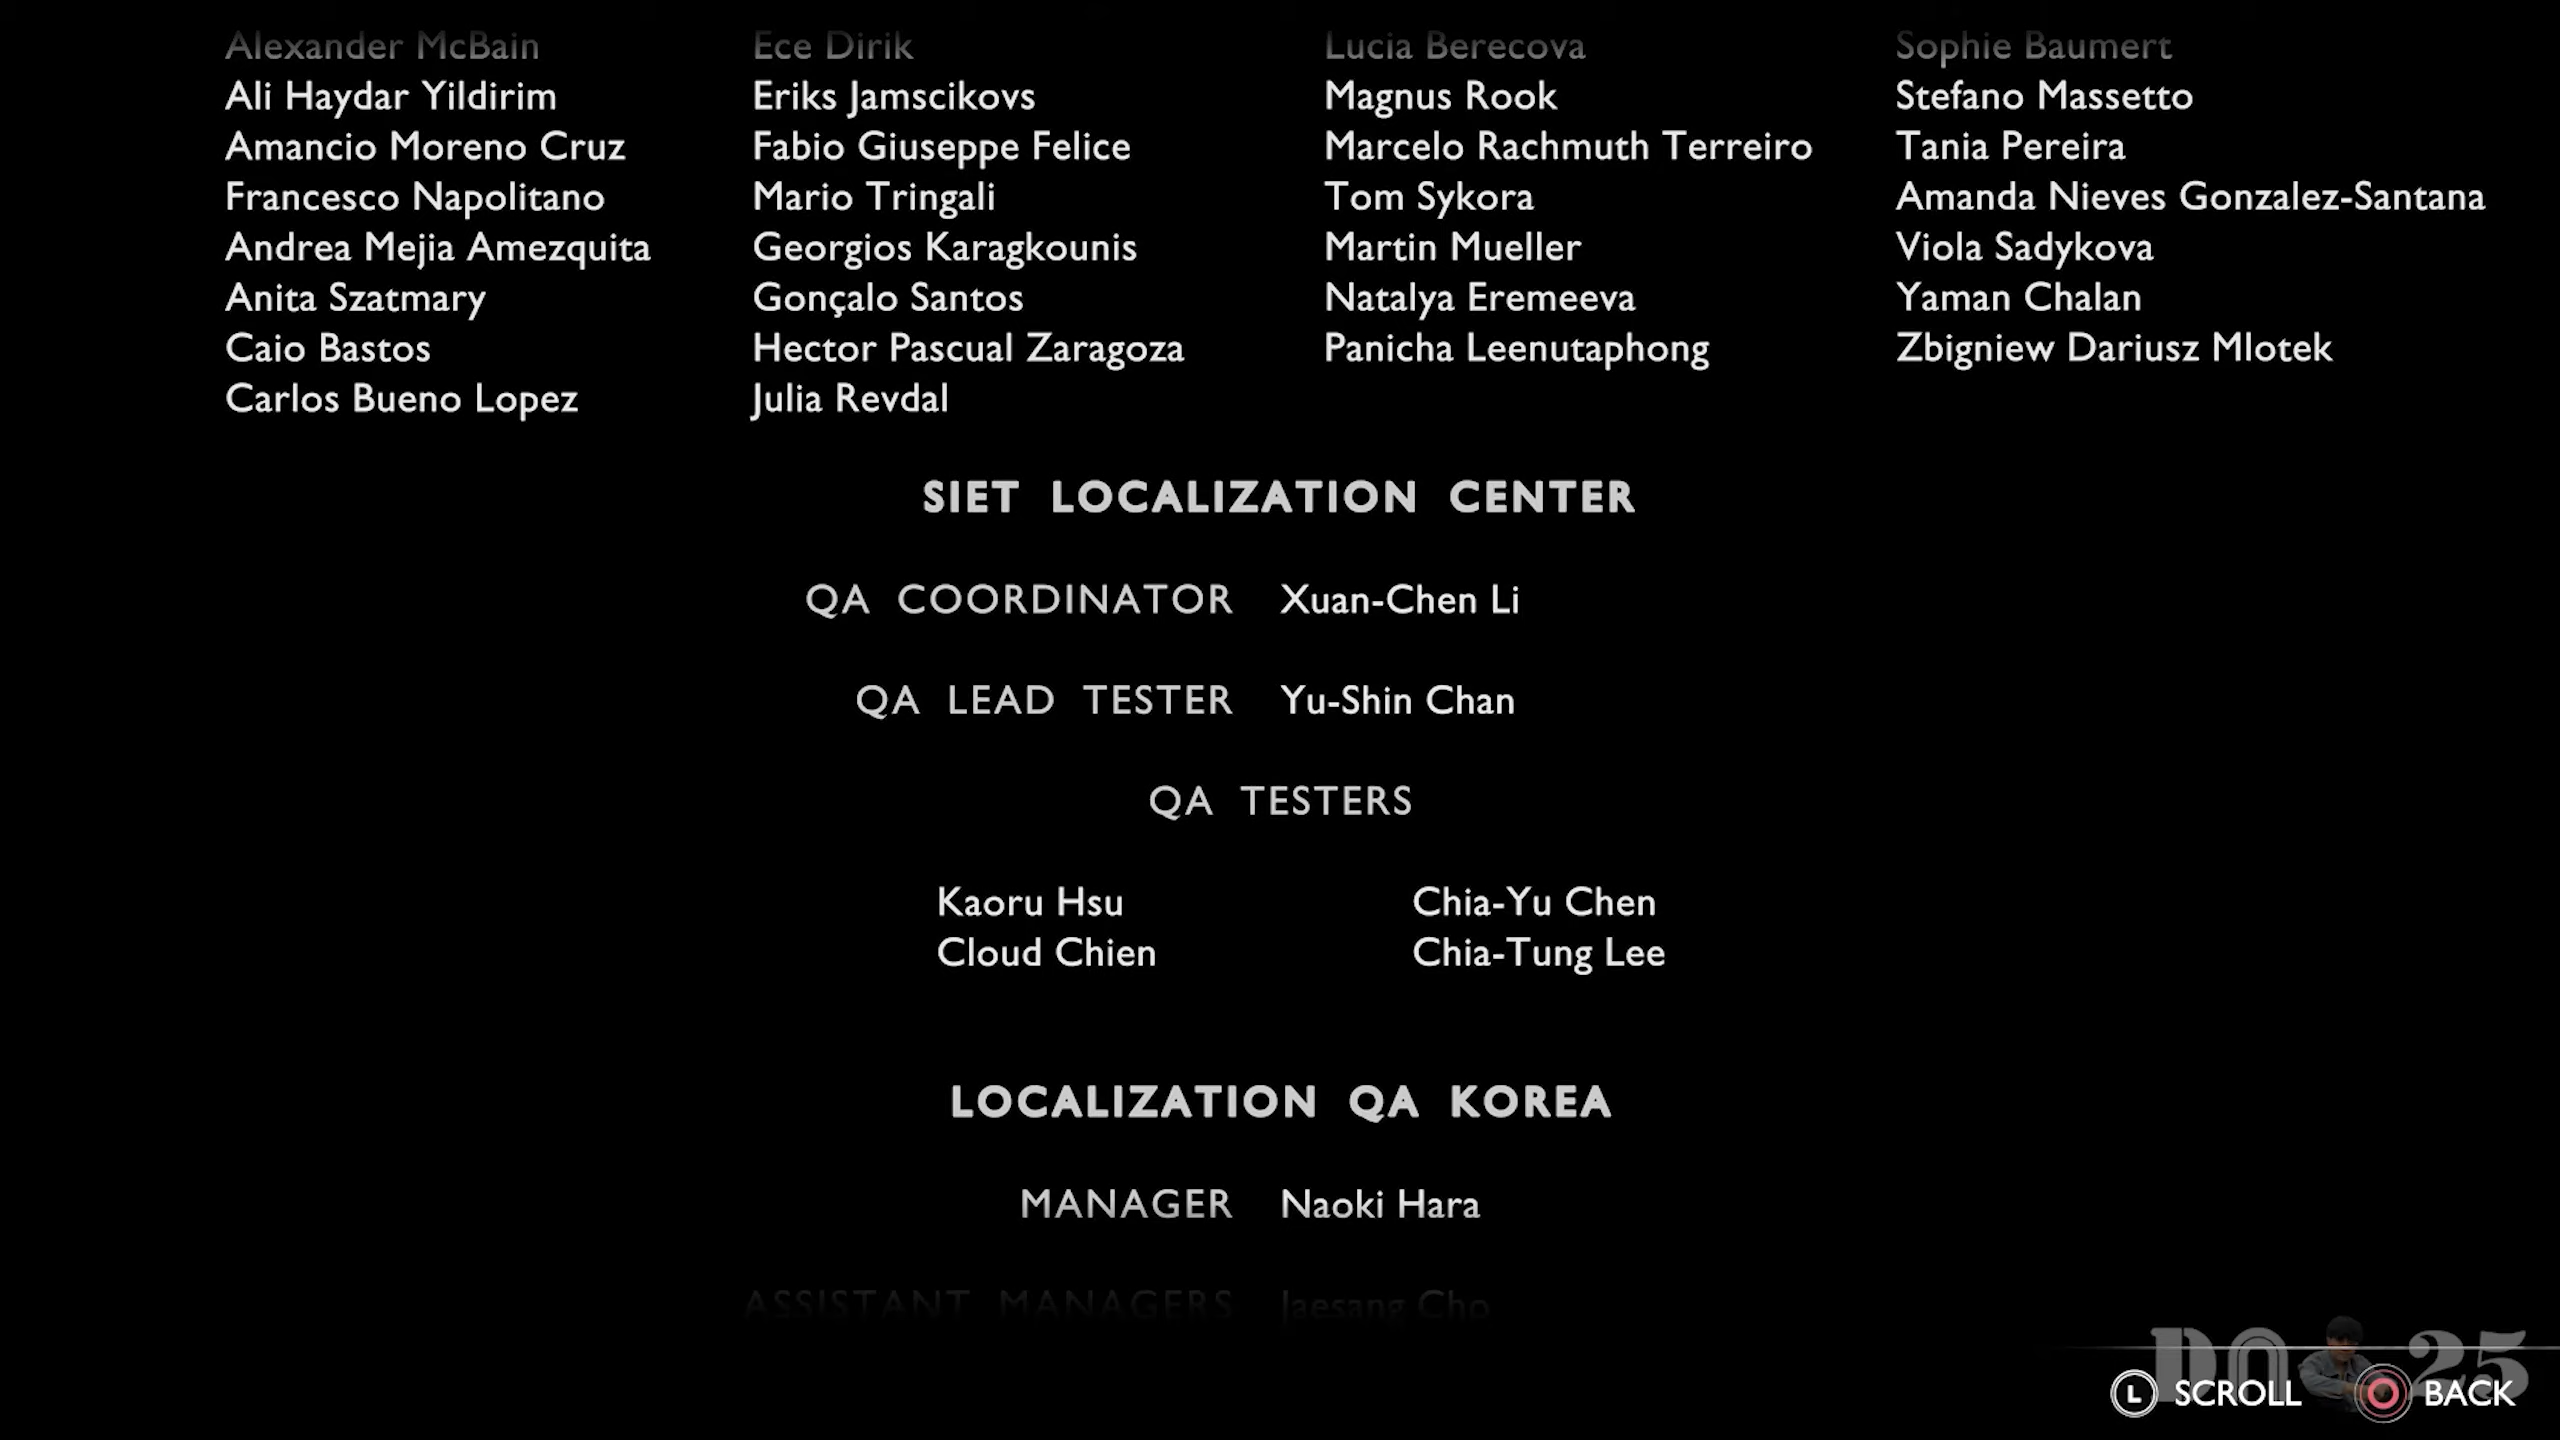 Alexander McBain Ece Dirik Lucia Berecova Sophie Baumert
Ali Haydar Yildirim Eriks Jamscikovs Magnus Rook Stefano Massetto
Amancio Moreno Cruz Fabio Giuseppe Felice Marcelo Rachmuth Terreiro Tania Pereira
Francesco Napolitano Mario Tringali Tom Sykora Amanda Nieves Gonzalez-Santana
Andrea Mejia Amezquita Georgios Karagkounis Martin Mueller Viola Sadykova
Anita Szatmary Gonçalo Santos Natalya Eremeeva Yaman Chalan
Caio Bastos Hector Pascual Zaragoza Panicha Leenutaphong Zbigniew Dariusz Mlotek
Carlos Bueno Lopez Julia Revdal
SIET LOCALIZATION CENTER
QA COORDINATOR Xuan-Chen Li
QA LEAD TESTER Yu-Shin Chan
QA TESTERS
Kaoru Hsu Chia-Yu Chen
Cloud Chien Chia-Tung Lee
LOCALIZATION QA KOREA
MANAGER Naoki Hara
ASSISTANT MANAGERS Jaesang Cho
L SCROLL BACK
25